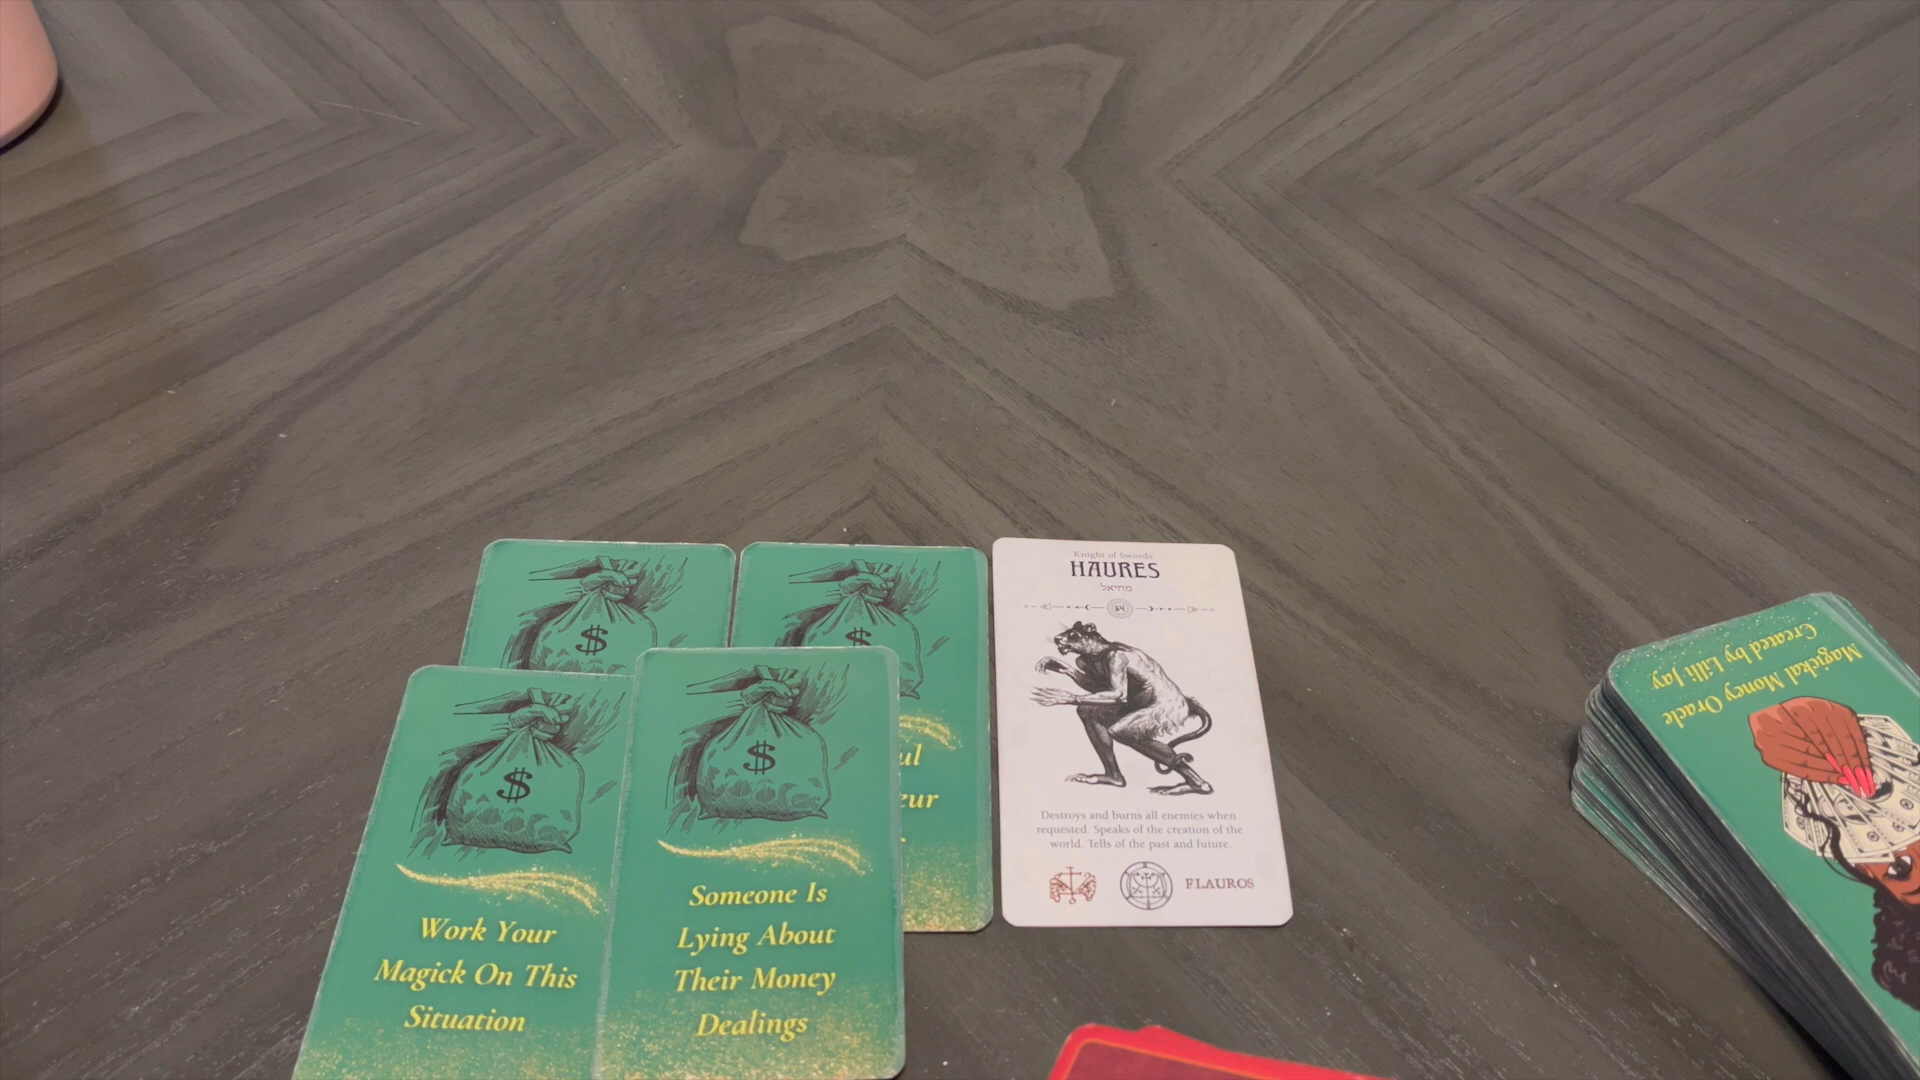 $
$
Knight of Swords
HAURES
מחיאל
64
Destroys and burns all enemies when
requested. Speaks of the creation of the
world. Tells of the past and future.
FLAUROS
$
Work Your
Magick On This
Situation
$
Someone Is
Lying About
Their Money
Dealings
Magickal Money Oracle
Created by Lilli Jay